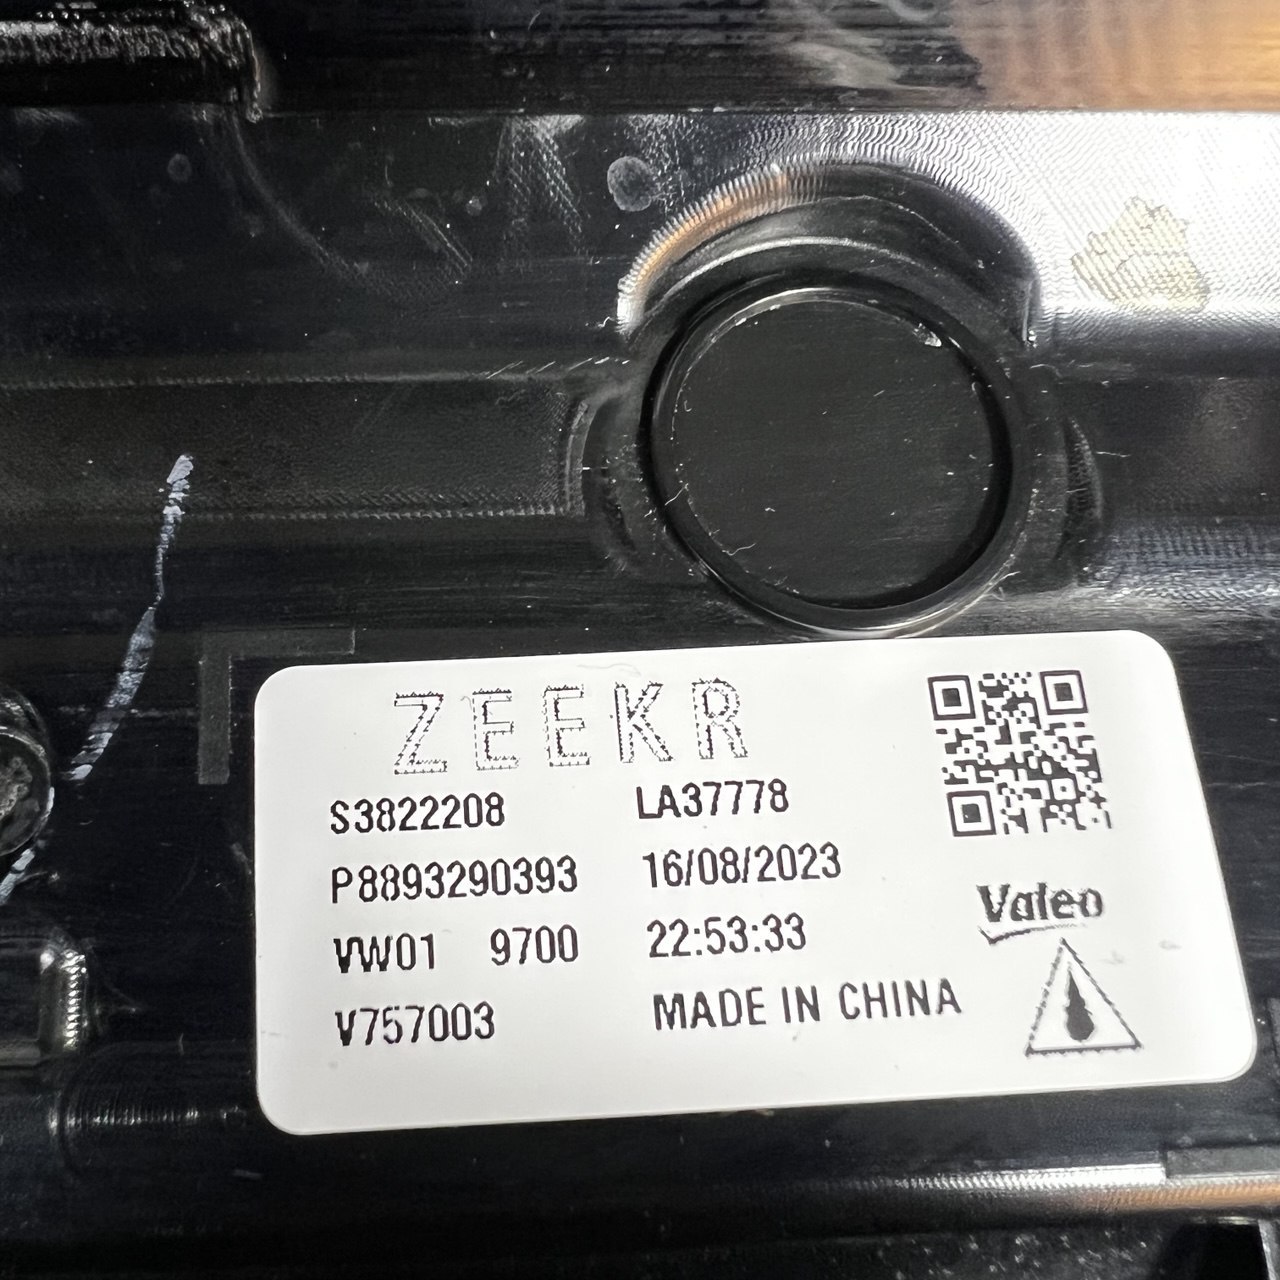 ZEEKR
S3822208 LA37778
P8893290393 16/08/2023
VW01 9700 22:53:33
V757003 MADE IN CHINA
Valeo